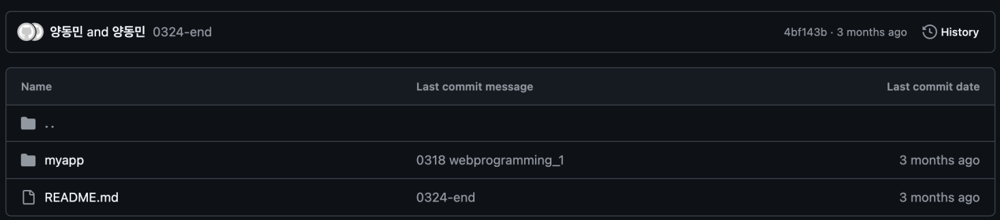 양동민 and 양동민 0324-end 4bf143b · 3 months ago History
Name Last commit message Last commit date
..
myapp 0318 webprogramming_1 3 months ago
README.md 0324-end 3 months ago